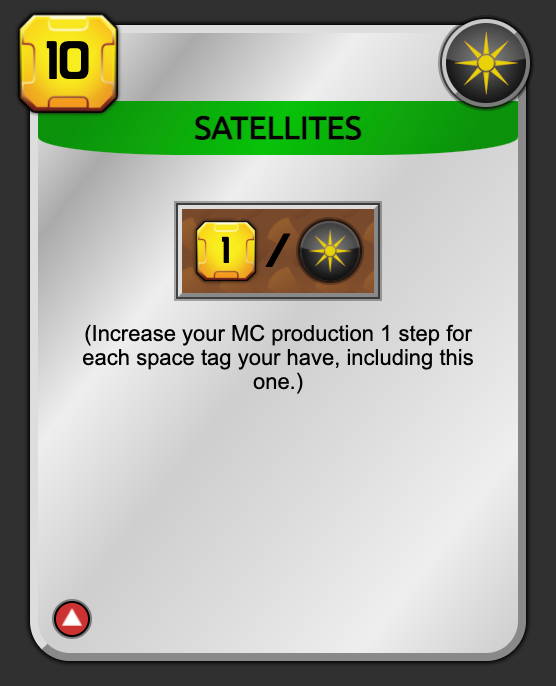 10
SATELLITES
1 /
(Increase your MC production 1 step for
each space tag your have, including this
one.)